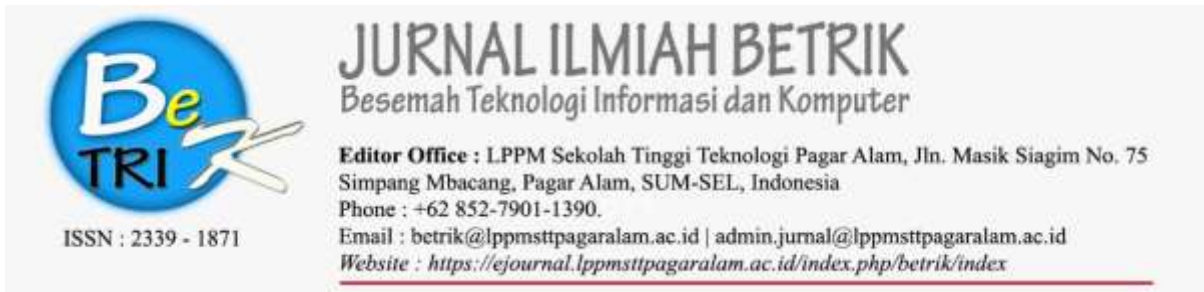 Be
TRI K
ISSN : 2339 - 1871
JURNAL ILMIAH BETRIK
Besemah Teknologi Informasi dan Komputer
Editor Office : LPPM Sekolah Tinggi Teknologi Pagar Alam, Jln. Masik Siagim No. 75
Simpang Mbacang, Pagar Alam, SUM-SEL, Indonesia
Phone : +62 852-7901-1390.
Email : betrik@lppmsttpagaralam.ac.id | admin.jurnal@lppmsttpagaralam.ac.id
Website : https://ejournal.lppmsttpagaralam.ac.id/index.php/betrik/index